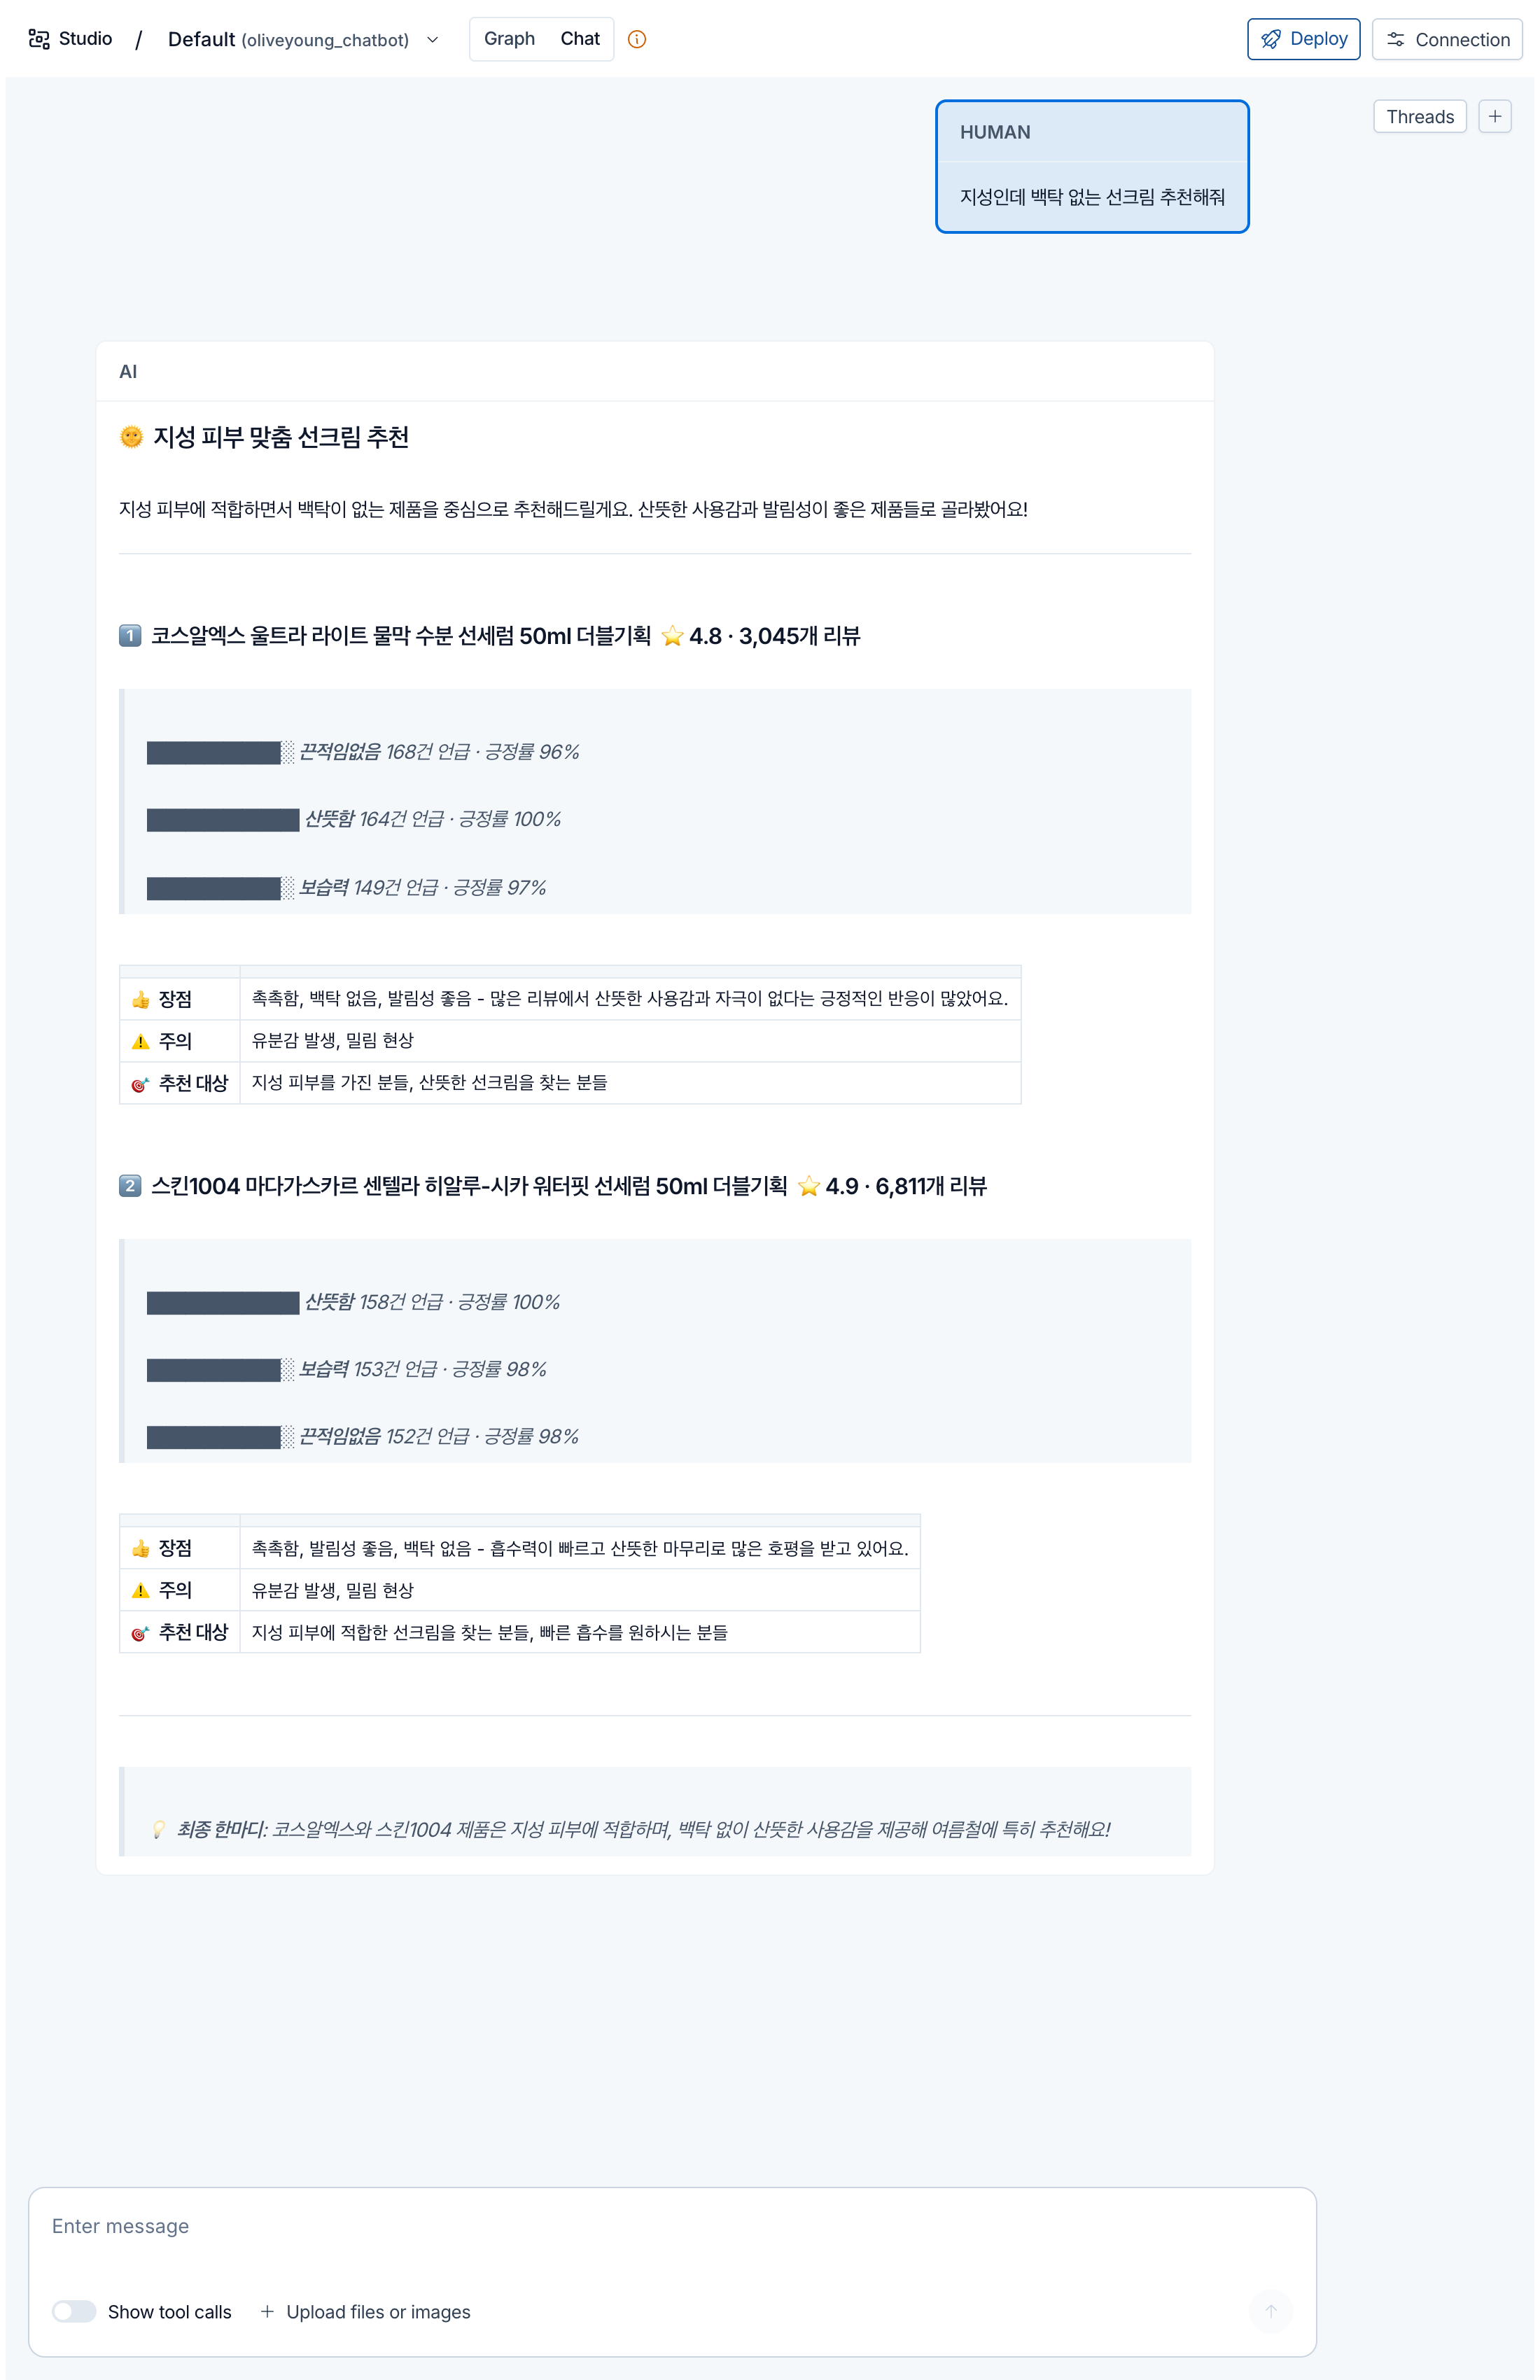 Studio / Default (oliveyoung_chatbot) Graph Chat Deploy Connection
Threads +
HUMAN
지성인데 백탁 없는 선크림 추천해줘
AI
🌞 지성 피부 맞춤 선크림 추천
지성 피부에 적합하면서 백탁이 없는 제품을 중심으로 추천해드릴게요. 산뜻한 사용감과 발림성이 좋은 제품들로 골라봤어요!
1️⃣ 코스알엑스 울트라 라이트 물막 수분 선세럼 50ml 더블기획 ⭐ 4.8 · 3,045개 리뷰
███████████░ 끈적임없음 168건 언급 · 긍정률 96%
████████████ 산뜻함 164건 언급 · 긍정률 100%
███████████░ 보습력 149건 언급 · 긍정률 97%
👍 장점 촉촉함, 백탁 없음, 발림성 좋음 - 많은 리뷰에서 산뜻한 사용감과 자극이 없다는 긍정적인 반응이 많았어요.
⚠️ 주의 유분감 발생, 밀림 현상
🎯 추천 대상 지성 피부를 가진 분들, 산뜻한 선크림을 찾는 분들
2️⃣ 스킨1004 마다가스카르 센텔라 히알루-시카 워터핏 선세럼 50ml 더블기획 ⭐ 4.9 · 6,811개 리뷰
████████████ 산뜻함 158건 언급 · 긍정률 100%
███████████░ 보습력 153건 언급 · 긍정률 98%
███████████░ 끈적임없음 152건 언급 · 긍정률 98%
👍 장점 촉촉함, 발림성 좋음, 백탁 없음 - 흡수력이 빠르고 산뜻한 마무리로 많은 호평을 받고 있어요.
⚠️ 주의 유분감 발생, 밀림 현상
🎯 추천 대상 지성 피부에 적합한 선크림을 찾는 분들, 빠른 흡수를 원하시는 분들
💡 최종 한마디: 코스알엑스와 스킨1004 제품은 지성 피부에 적합하며, 백탁 없이 산뜻한 사용감을 제공해 여름철에 특히 추천해요!
Enter message
Show tool calls + Upload files or images